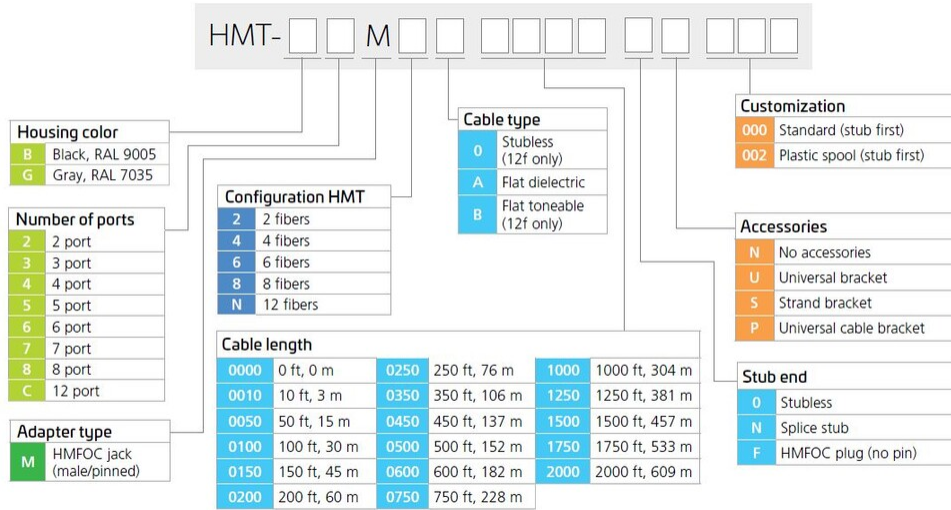 HMT- M
Housing color
B Black, RAL 9005
G Gray, RAL 7035
Number of ports
2 2 port
3 3 port
4 4 port
5 5 port
6 6 port
7 7 port
8 8 port
C 12 port
Adapter type
M HMFOC jack
(male/pinned)
Configuration HMT
2 2 fibers
4 4 fibers
6 6 fibers
8 8 fibers
N 12 fibers
Cable type
0 Stubless
(12f only)
A Flat dielectric
B Flat toneable
(12f only)
Cable length
0000 0 ft, 0 m 0250 250 ft, 76 m 1000 1000 ft, 304 m
0010 10 ft, 3 m 0350 350 ft, 106 m 1250 1250 ft, 381 m
0050 50 ft, 15 m 0450 450 ft, 137 m 1500 1500 ft, 457 m
0100 100 ft, 30 m 0500 500 ft, 152 m 1750 1750 ft, 533 m
0150 150 ft, 45 m 0600 600 ft, 182 m 2000 2000 ft, 609 m
0200 200 ft, 60 m 0750 750 ft, 228 m
Customization
000 Standard (stub first)
002 Plastic spool (stub first)
Accessories
N No accessories
U Universal bracket
S Strand bracket
P Universal cable bracket
Stub end
0 Stubless
N Splice stub
F HMFOC plug (no pin)